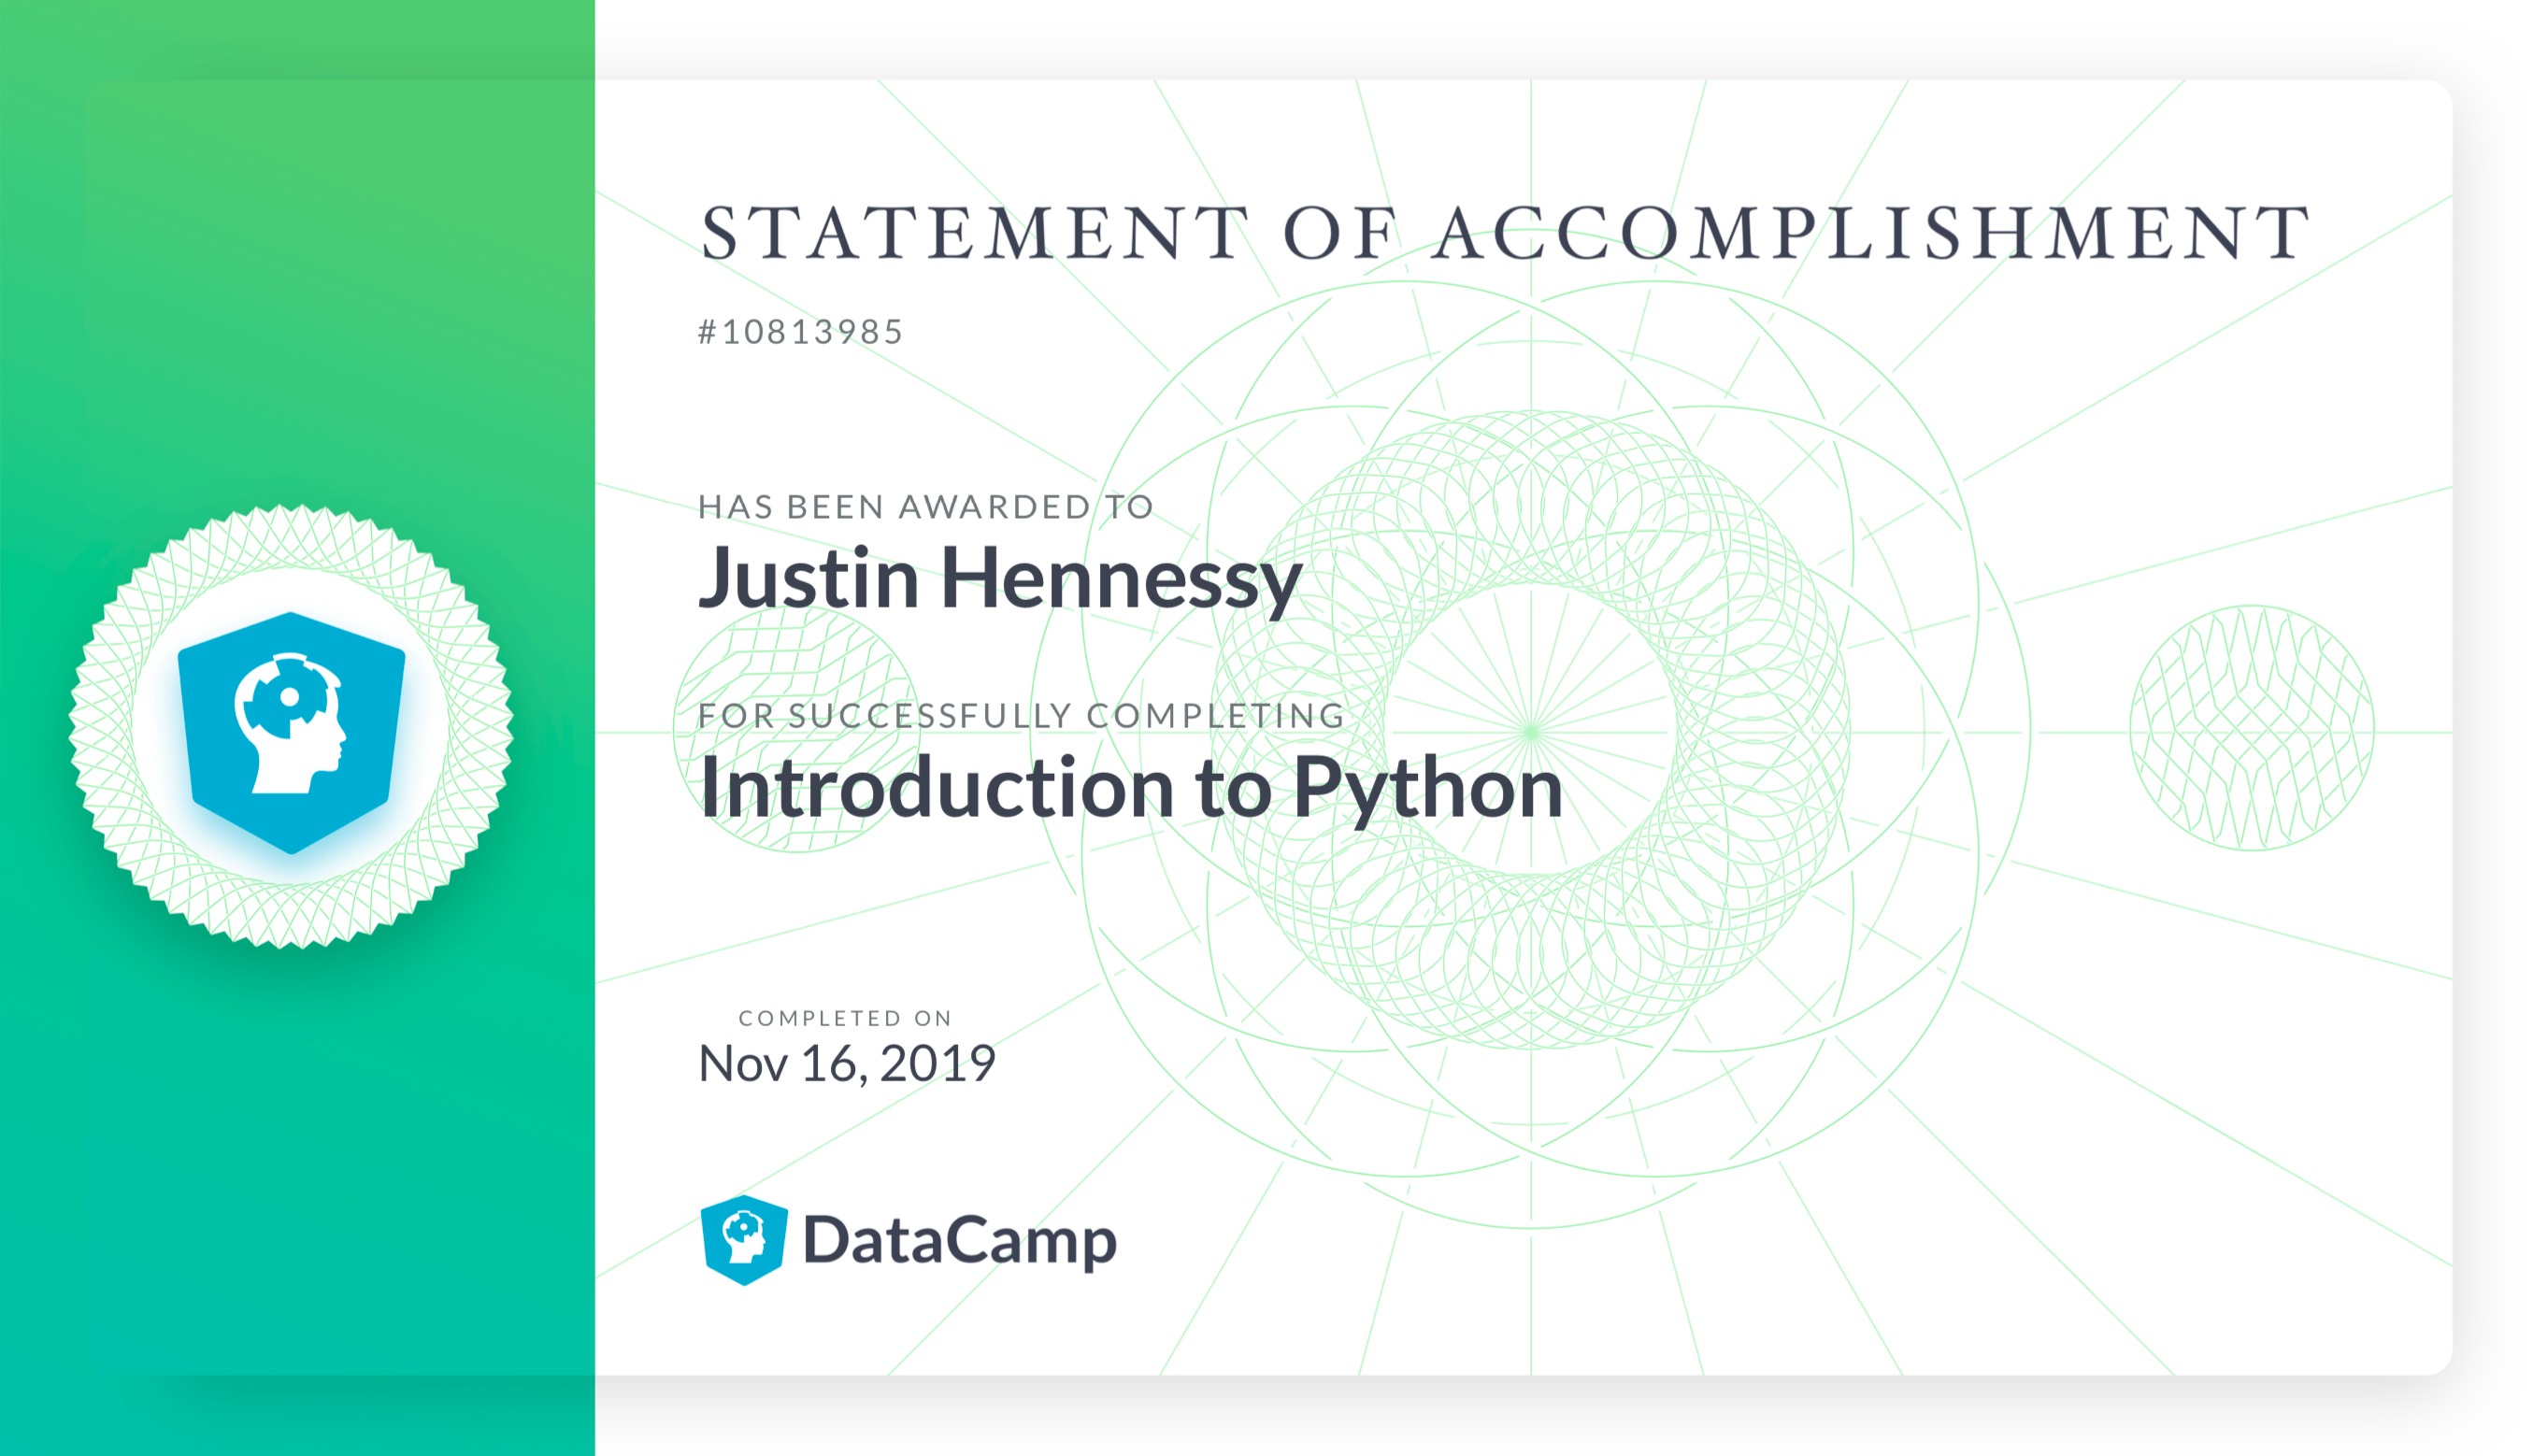 STATEMENT OF ACCOMPLISHMENT
#10813985
HAS BEEN AWARDED TO
Justin Hennessy
FOR SUCCESSFULLY COMPLETING
Introduction to Python
COMPLETED ON
Nov 16, 2019
DataCamp